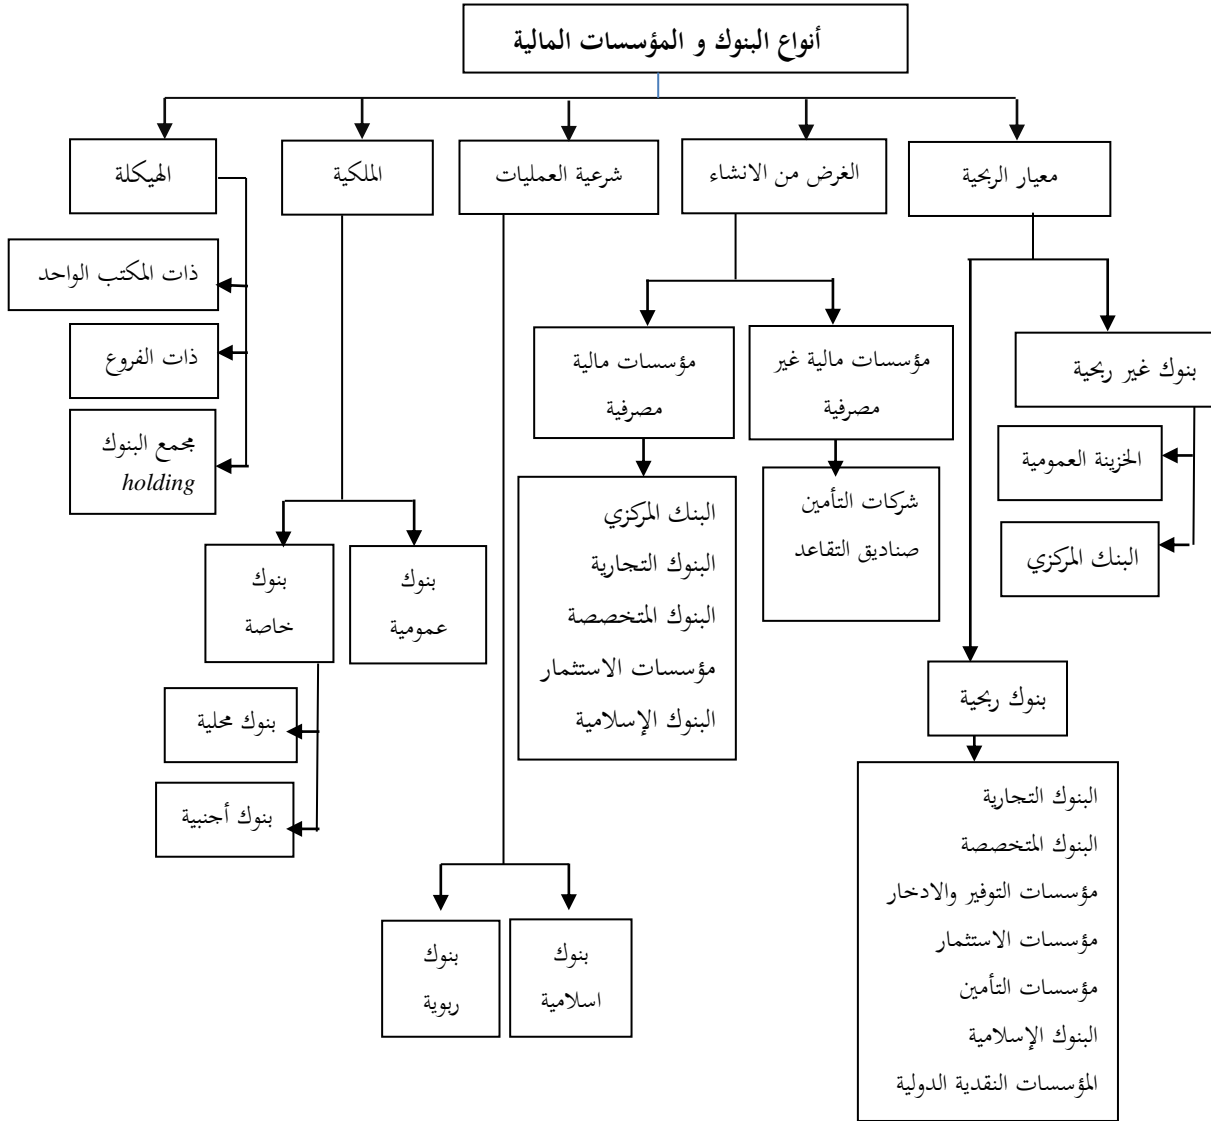 أنواع البنوك و المؤسسات المالية
معيار الربحية
الغرض من الانشاء
شرعية العمليات
الملكية
الهيكلة
بنوك غير ربحية
الخزينة العمومية
البنك المركزي
بنوك ربحية
البنوك التجارية
البنوك المتخصصة
مؤسسات التوفير والادخار
مؤسسات الاستثمار
مؤسسات التأمين
البنوك الإسلامية
المؤسسات النقدية الدولية
مؤسسات مالية غير
مصرفية
شركات التأمين
صناديق التقاعد
مؤسسات مالية
مصرفية
البنك المركزي
البنوك التجارية
البنوك المتخصصة
مؤسسات الاستثمار
البنوك الإسلامية
بنوك
اسلامية
بنوك
ربوية
بنوك
عمومية
بنوك
خاصة
بنوك محلية
بنوك أجنبية
ذات المكتب الواحد
ذات الفروع
مجمع البنوك
holding